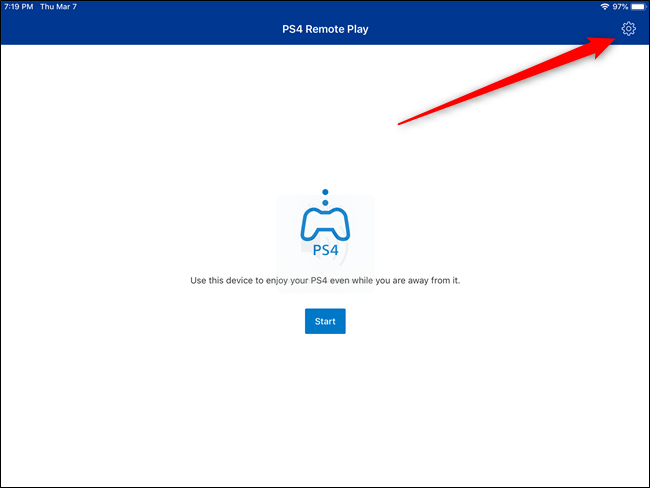 7:19 PM Thu Mar 7 97%
PS4 Remote Play
PS4
Use this device to enjoy your PS4 even while you are away from it.
Start